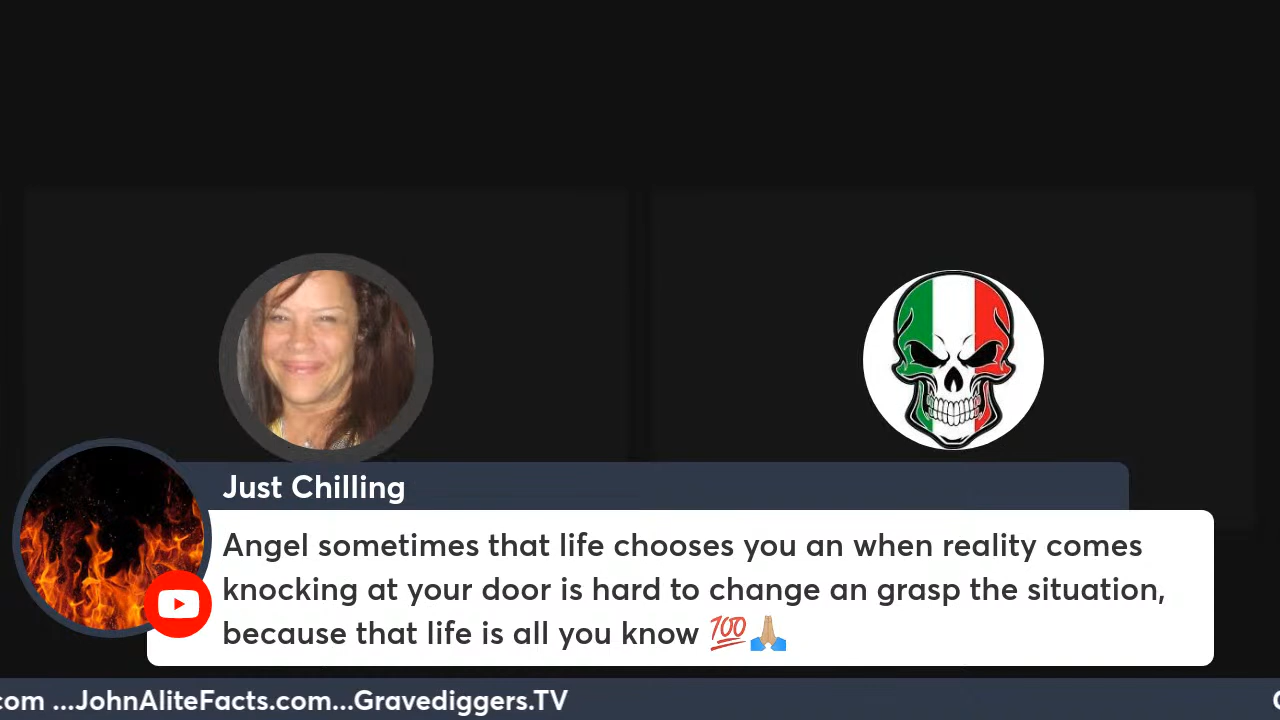 Just Chilling
Angel sometimes that life chooses you an when reality comes
knocking at your door is hard to change an grasp the situation,
because that life is all you know 💯🙏🏼
com ...JohnAliteFacts.com...Gravediggers.TV